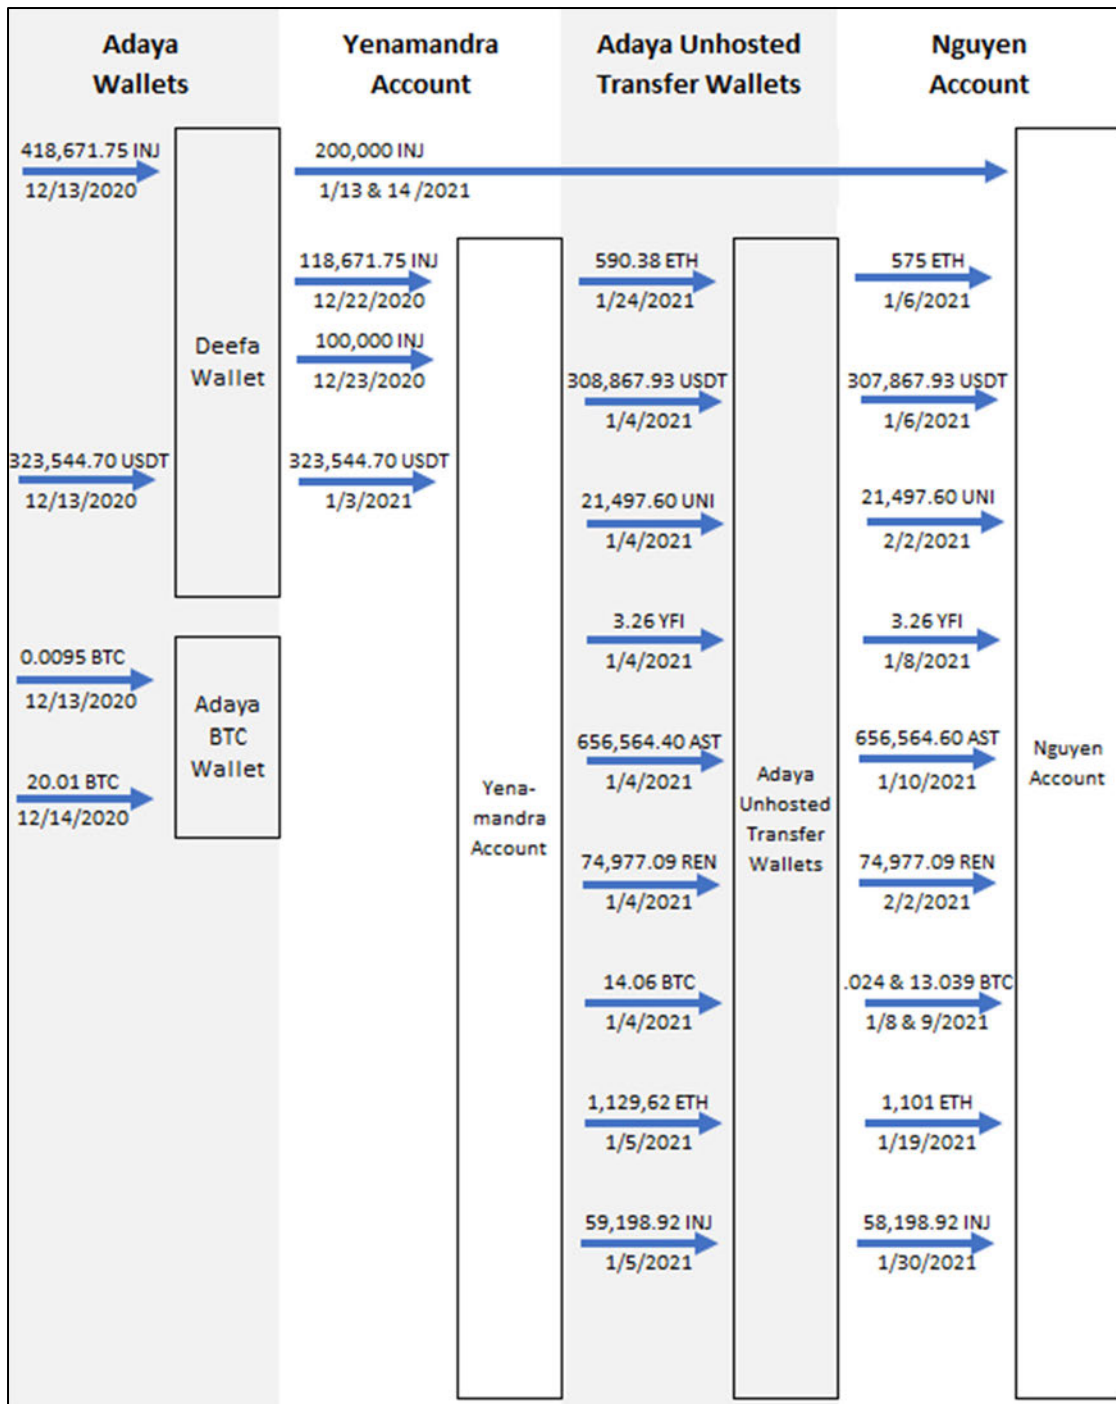 Adaya
Wallets
Yenamandra
Account
Adaya Unhosted
Transfer Wallets
Nguyen
Account
418,671.75 INJ
12/13/2020
200,000 INJ
1/13 & 14 /2021
118,671.75 INJ
12/22/2020
590.38 ETH
1/24/2021
575 ETH
1/6/2021
Deefa
Wallet
100,000 INJ
12/23/2020
308,867.93 USDT
1/4/2021
307,867.93 USDT
1/6/2021
323,544.70 USDT
12/13/2020
323,544.70 USDT
1/3/2021
21,497.60 UNI
1/4/2021
21,497.60 UNI
2/2/2021
0.0095 BTC
12/13/2020
3.26 YFI
1/4/2021
3.26 YFI
1/8/2021
Adaya
BTC
Wallet
20.01 BTC
12/14/2020
656,564.40 AST
1/4/2021
656,564.60 AST
1/10/2021
Yena-
mandra
Account
Adaya
Unhosted
Transfer
Wallets
Nguyen
Account
74,977.09 REN
1/4/2021
74,977.09 REN
2/2/2021
14.06 BTC
1/4/2021
.024 & 13.039 BTC
1/8 & 9/2021
1,129,62 ETH
1/5/2021
1,101 ETH
1/19/2021
59,198.92 INJ
1/5/2021
58,198.92 INJ
1/30/2021